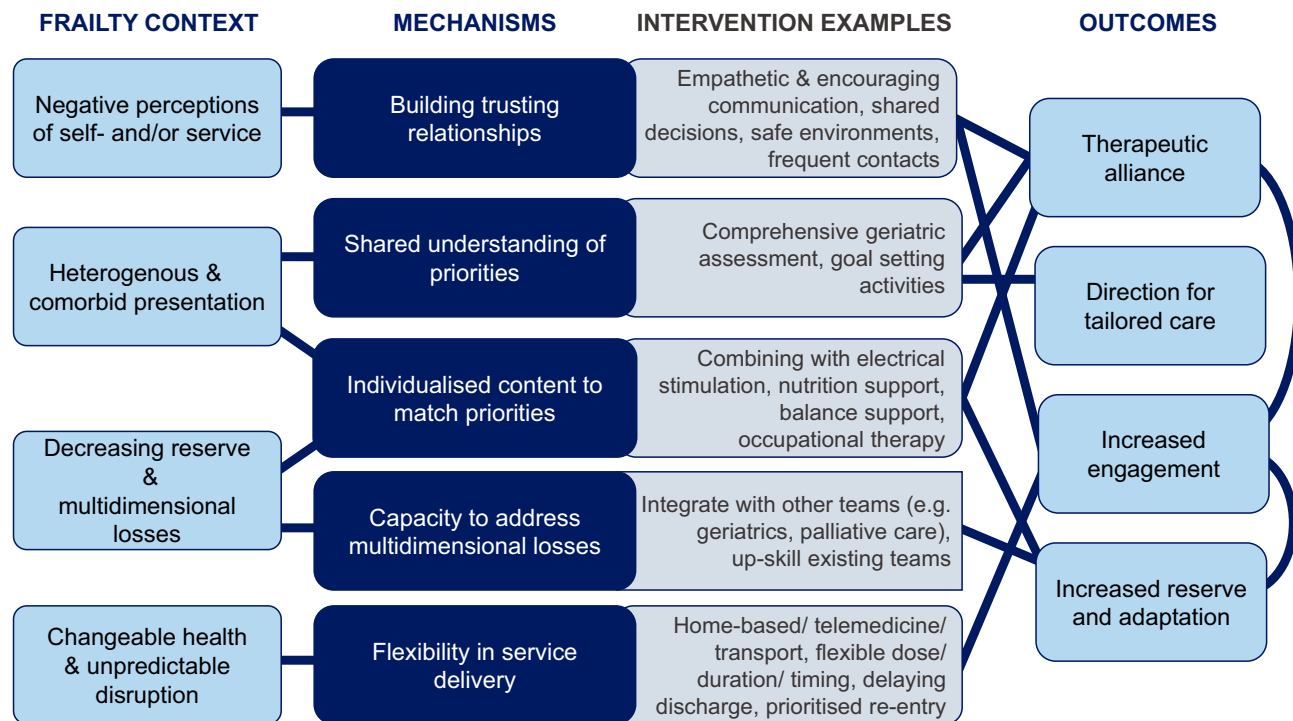 FRAILTY CONTEXT
MECHANISMS
INTERVENTION EXAMPLES
OUTCOMES
Negative perceptions
of self- and/or service
Building trusting
relationships
Empathetic & encouraging
communication, shared
decisions, safe environments,
frequent contacts
Therapeutic
alliance
Heterogenous &
comorbid presentation
Shared understanding of
priorities
Comprehensive geriatric
assessment, goal setting
activities
Direction for
tailored care
Individualised content to
match priorities
Combining with electrical
stimulation, nutrition support,
balance support,
occupational therapy
Increased
engagement
Decreasing reserve
&
multidimensional
losses
Capacity to address
multidimensional losses
Integrate with other teams (e.g.
geriatrics, palliative care),
up-skill existing teams
Increased reserve
and adaptation
Changeable health
& unpredictable
disruption
Flexibility in service
delivery
Home-based/ telemedicine/
transport, flexible dose/
duration/ timing, delaying
discharge, prioritised re-entry